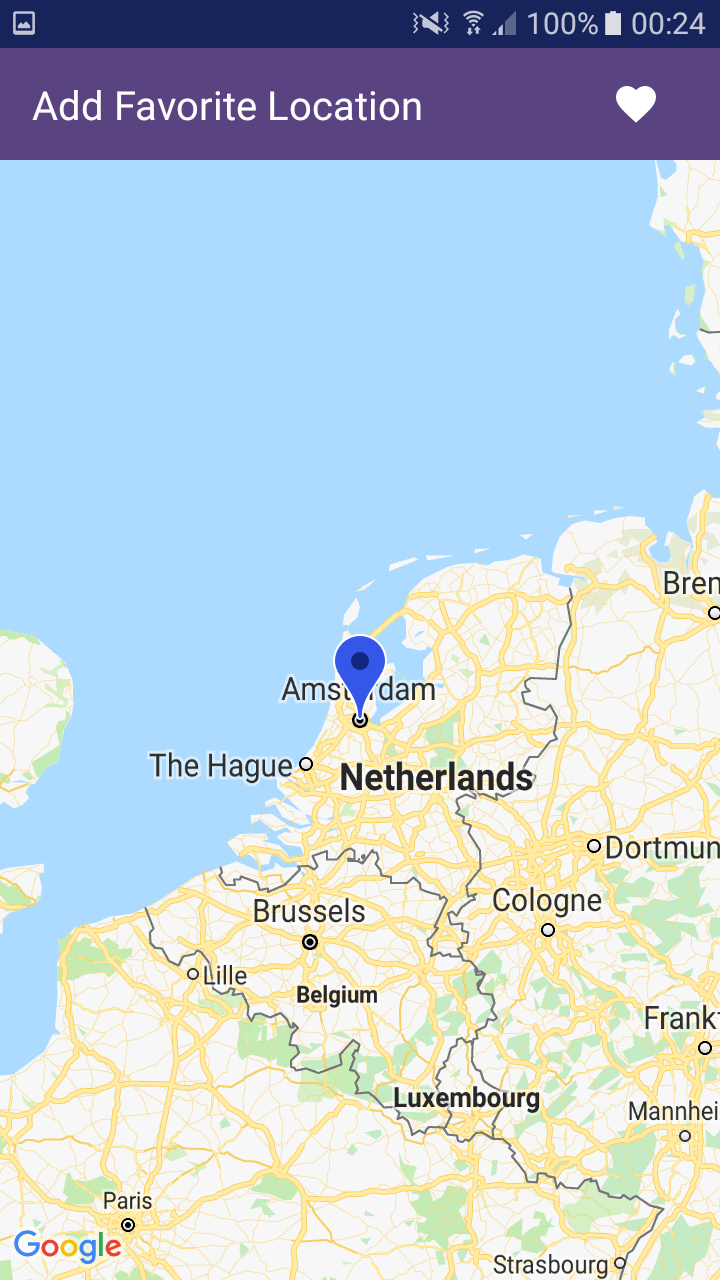 100% 00:24
Add Favorite Location
Bren
Amsterdam
The Hague
Netherlands
Dortmun
Cologne
Brussels
Lille
Belgium
Frankf
Luxembourg
Mannhei
Paris
Google
Strasbourg